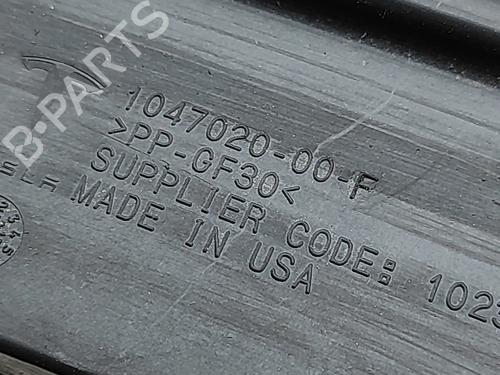 B-PARTS
1047020-00-F
>PP-GF30<
SUPPLIER CODE: 1023
MADE IN USA